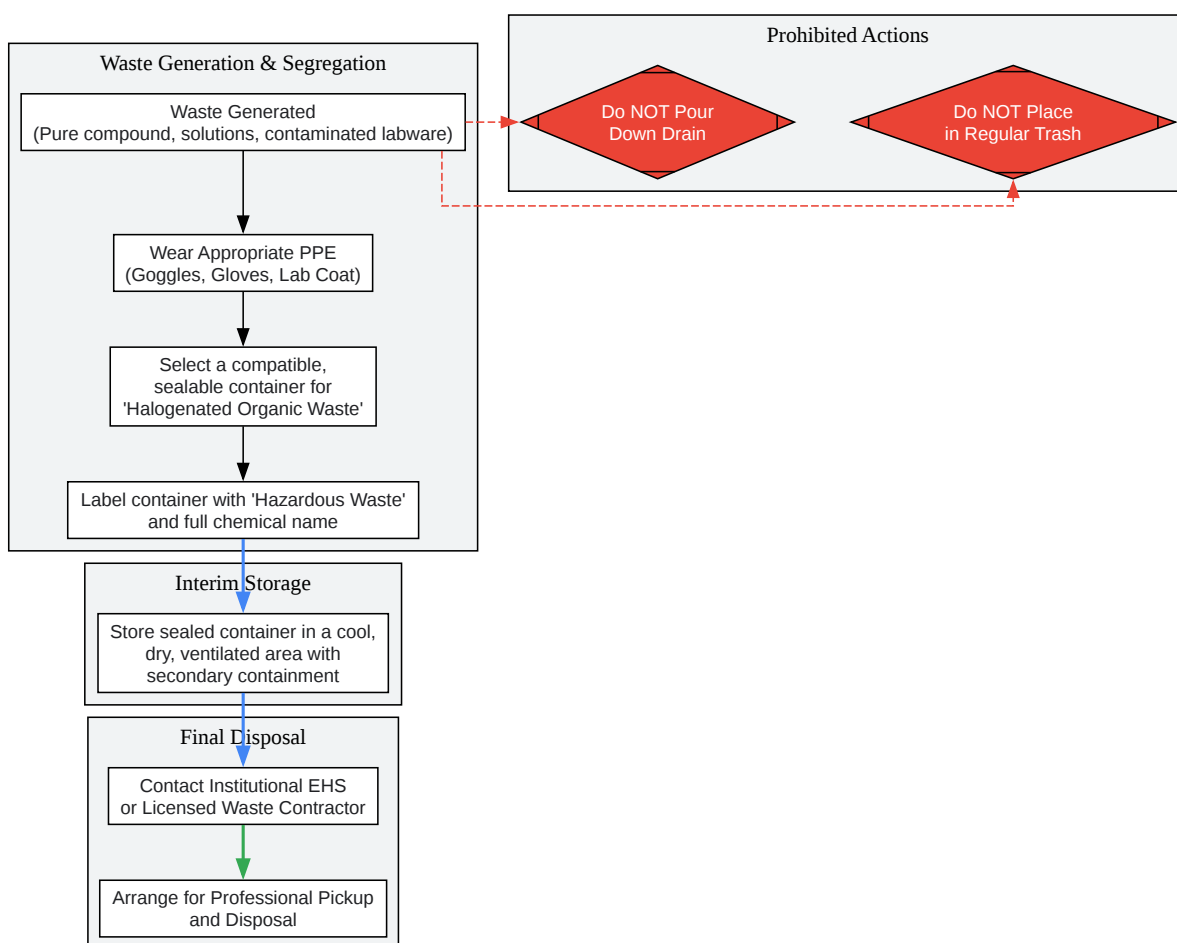 Prohibited Actions
Do NOT Pour
Down Drain
Do NOT Place
in Regular Trash
Waste Generation & Segregation
Waste Generated
(Pure compound, solutions, contaminated labware)
Wear Appropriate PPE
(Goggles, Gloves, Lab Coat)
Select a compatible,
sealable container for
'Halogenated Organic Waste'
Label container with 'Hazardous Waste'
and full chemical name
Interim Storage
Store sealed container in a cool,
dry, ventilated area with
secondary containment
Final Disposal
Contact Institutional EHS
or Licensed Waste Contractor
Arrange for Professional Pickup
and Disposal